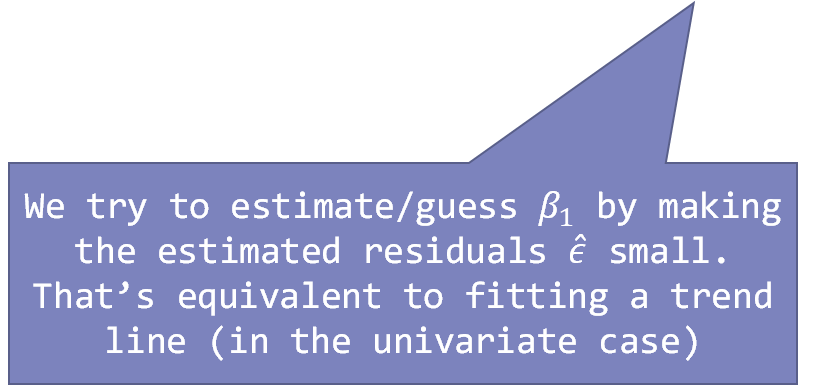 We try to estimate/guess β₁ by making
the estimated residuals ϵ̂ small.
That’s equivalent to fitting a trend
line (in the univariate case)